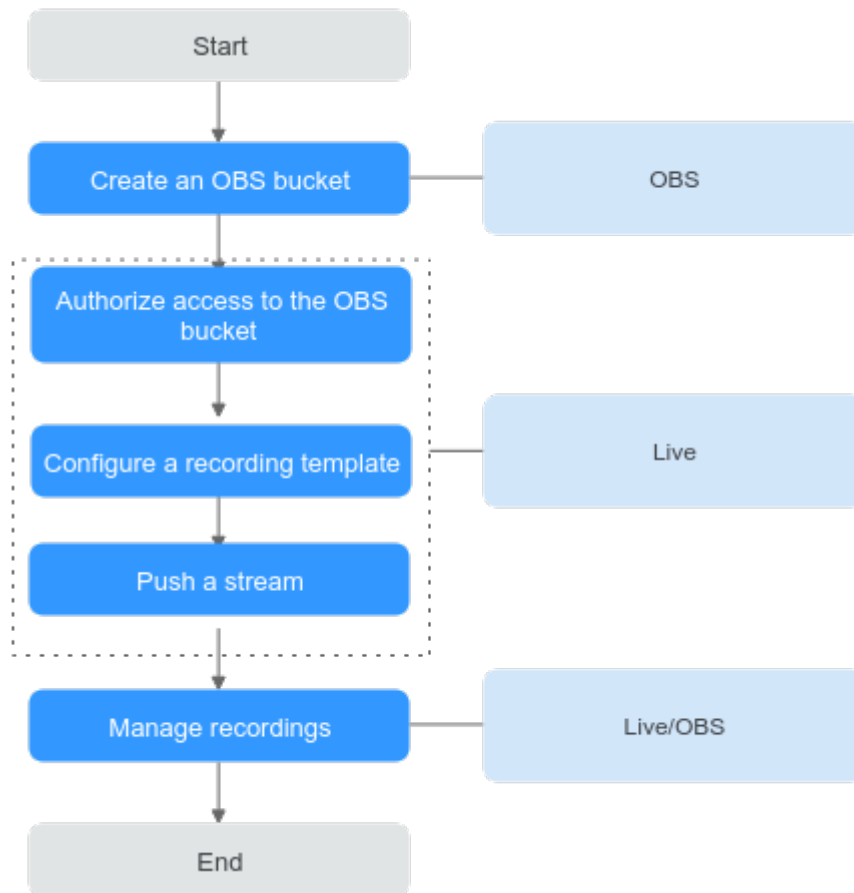 Start
Create an OBS bucket
OBS
Authorize access to the OBS
bucket
Configure a recording template
Live
Push a stream
Manage recordings
Live/OBS
End